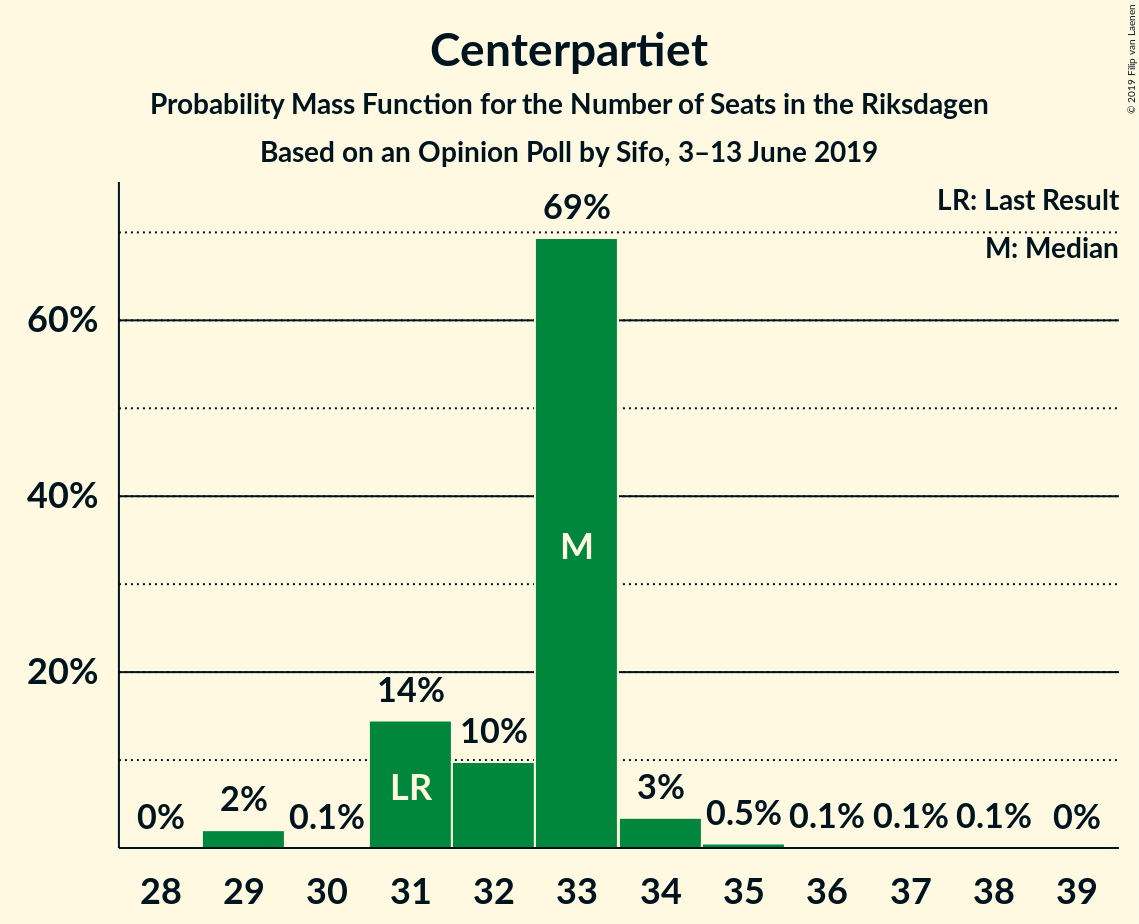 Centerpartiet
Probability Mass Function for the Number of Seats in the Riksdagen
Based on an Opinion Poll by Sifo, 3–13 June 2019
© 2019 Filip van Laenen
LR: Last Result
M: Median
69%
60%
40%
M
20%
14%
10%
LR
0%
2%
0.1%
3%
0.5%
0.1%
0.1%
0.1%
0%
28 29 30 31 32 33 34 35 36 37 38 39